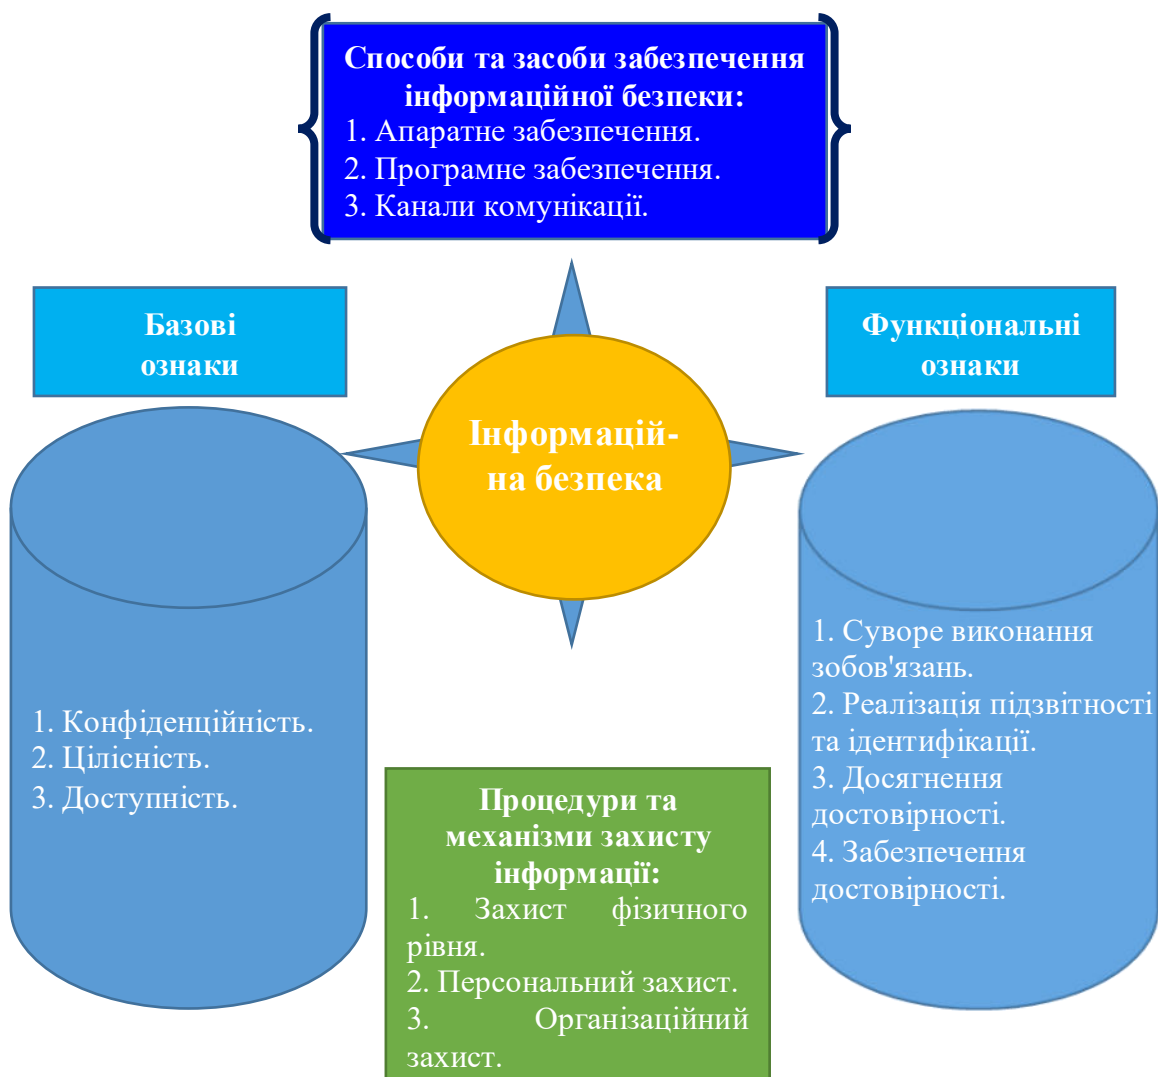 Способи та засоби забезпечення
інформаційної безпеки:
1. Апаратне забезпечення.
2. Програмне забезпечення.
3. Канали комунікації.
Базові
ознаки
Функціональні
ознаки
Інформацій-
на безпека
1. Конфіденційність.
2. Цілісність.
3. Доступність.
1. Суворе виконання
зобов'язань.
2. Реалізація підзвітності
та ідентифікації.
3. Досягнення
достовірності.
4. Забезпечення
достовірності.
Процедури та
механізми захисту
інформації:
1. Захист фізичного
рівня.
2. Персональний захист.
3. Організаційний
захист.